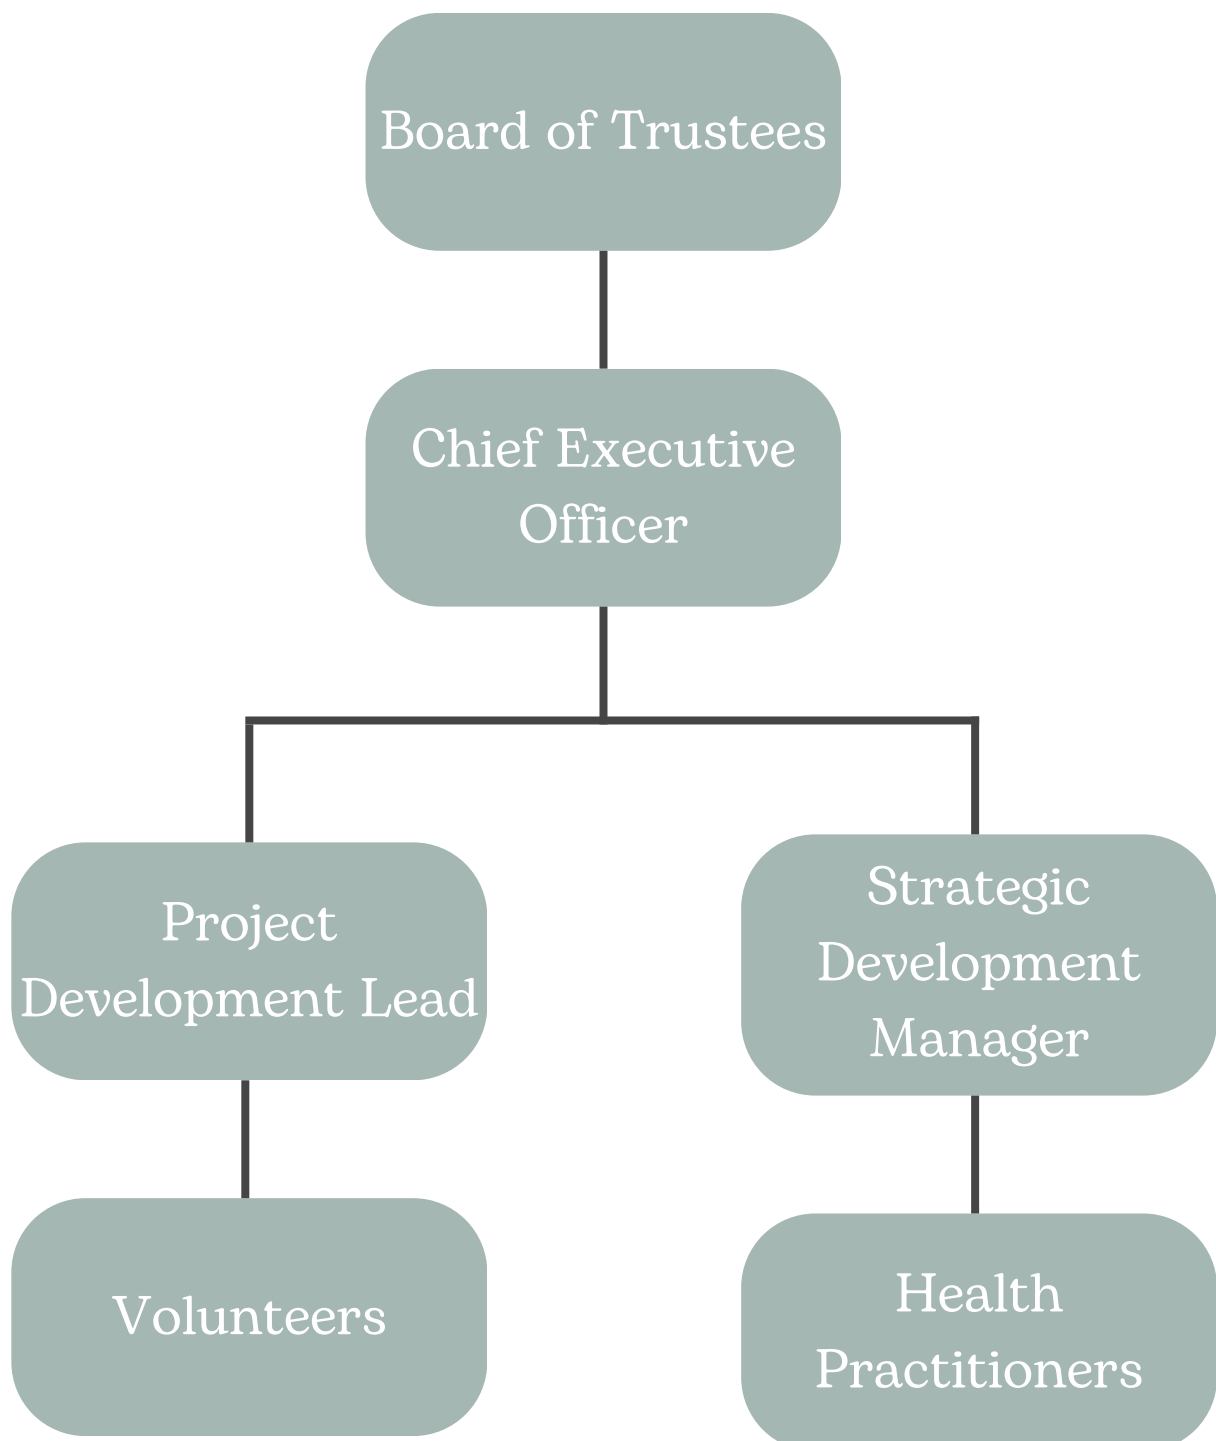 Board of Trustees
Chief Executive
Officer
Project
Development Lead
Strategic
Development
Manager
Volunteers
Health
Practitioners